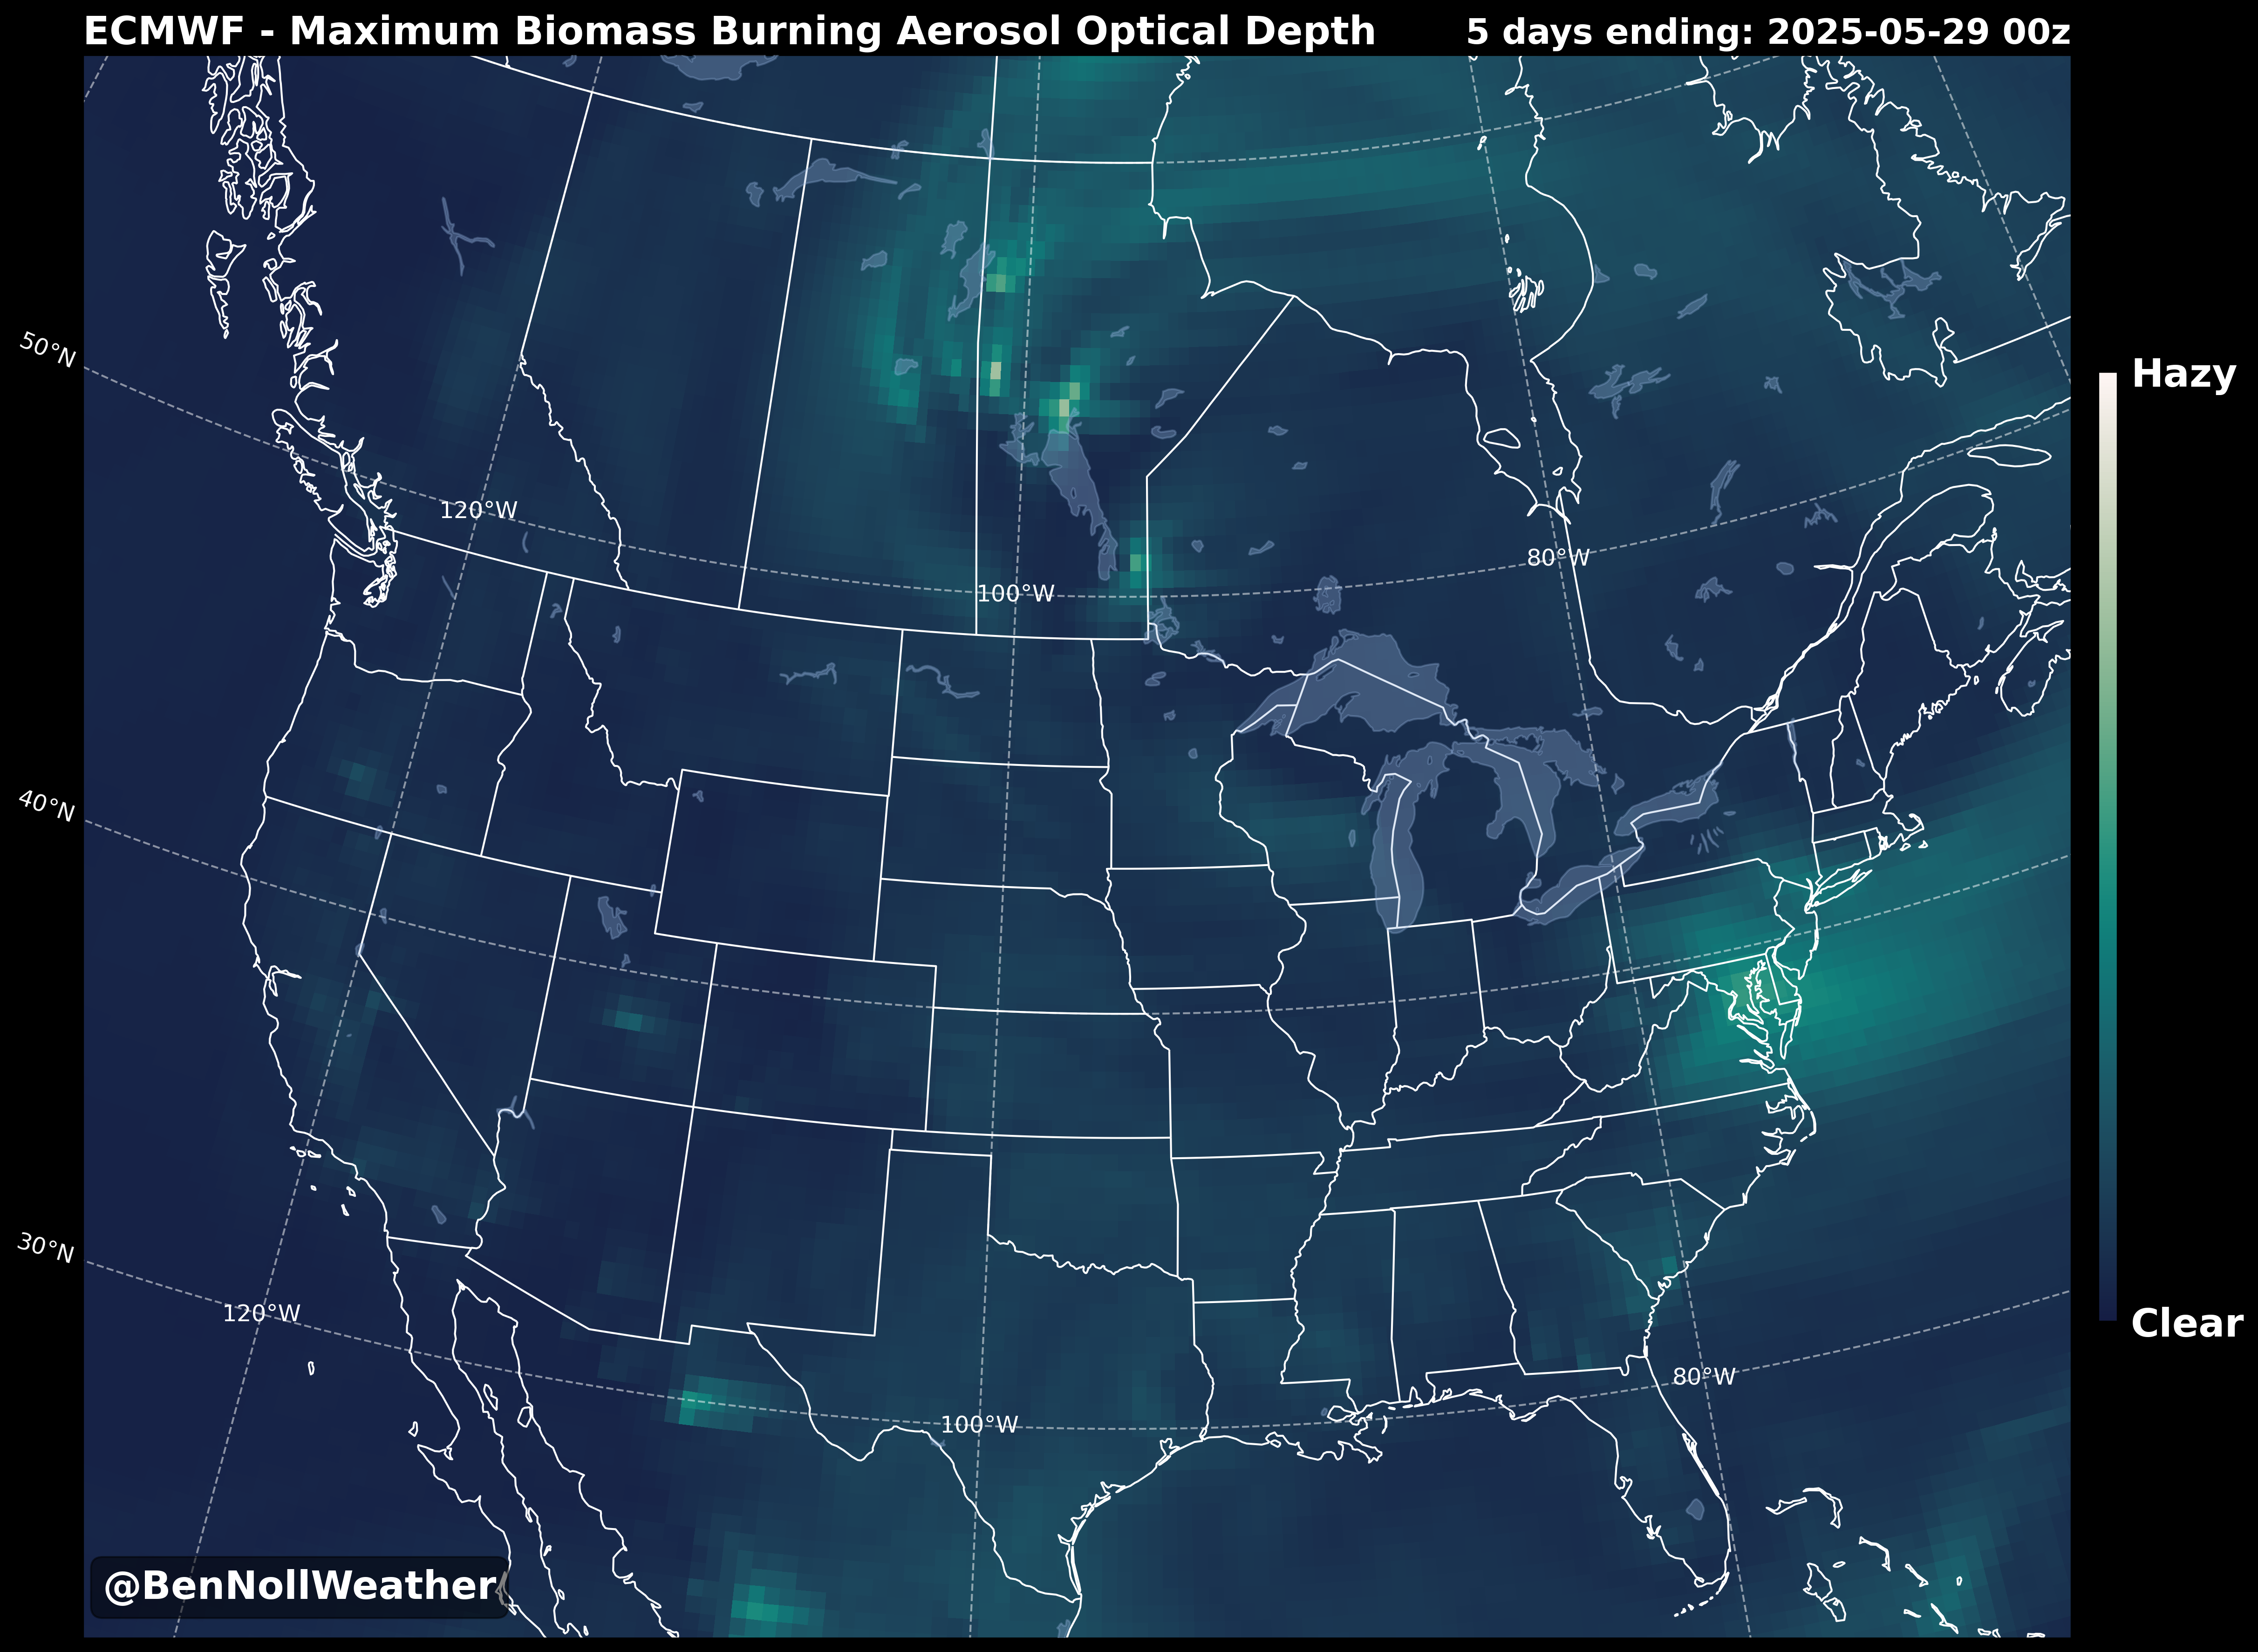 ECMWF - Maximum Biomass Burning Aerosol Optical Depth
5 days ending: 2025-05-29 00z
50°N
Hazy
120°W
80°W
100°W
40°N
30°N
120°W
Clear
80°W
100°W
@BenNollWeather